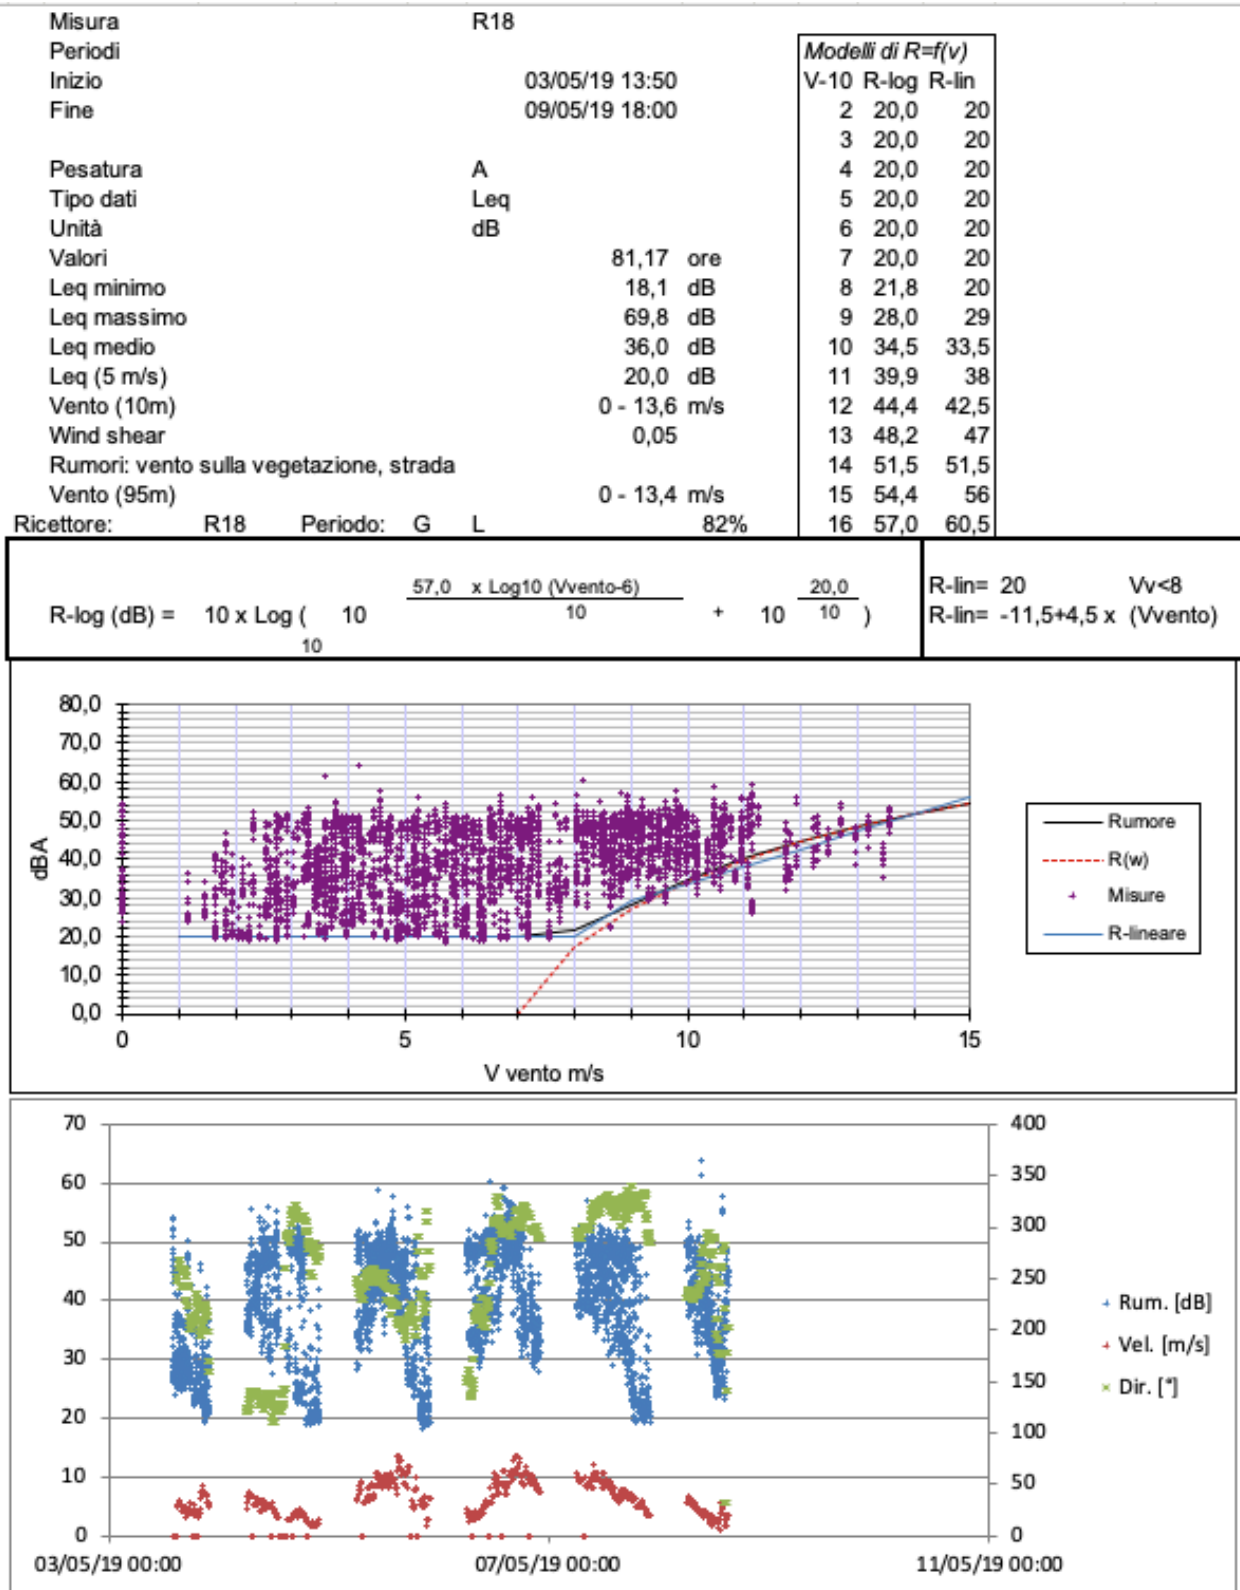 Misura R18
Periodi
Inizio 03/05/19 13:50
Fine 09/05/19 18:00
Pesatura A
Tipo dati Leq
Unità dB
Valori 81,17 ore
Leq minimo 18,1 dB
Leq massimo 69,8 dB
Leq medio 36,0 dB
Leq (5 m/s) 20,0 dB
Vento (10m) 0 - 13,6 m/s
Wind shear 0,05
Rumori: vento sulla vegetazione, strada
Vento (95m) 0 - 13,4 m/s
Ricettore: R18 Periodo: G L 82%
Modelli di R=f(v)
V-10 R-log R-lin
2 20,0 20
3 20,0 20
4 20,0 20
5 20,0 20
6 20,0 20
7 20,0 20
8 21,8 20
9 28,0 29
10 34,5 33,5
11 39,9 38
12 44,4 42,5
13 48,2 47
14 51,5 51,5
15 54,4 56
16 57,0 60,5
57,0 x Log10 (Vvento-6) 20,0
R-log (dB) = 10 x Log ( 10 10 + 10 10 )
10
R-lin= 20 Vv<8
R-lin= -11,5+4,5 x (Vvento)
80,0
70,0
60,0
50,0
40,0
30,0
20,0
10,0
0,0
dBA
0 5 10 15
V vento m/s
Rumore
R(w)
Misure
R-lineare
70
60
50
40
30
20
10
0
400
350
300
250
200
150
100
50
0
03/05/19 00:00 07/05/19 00:00 11/05/19 00:00
Rum. [dB]
Vel. [m/s]
Dir. [°]